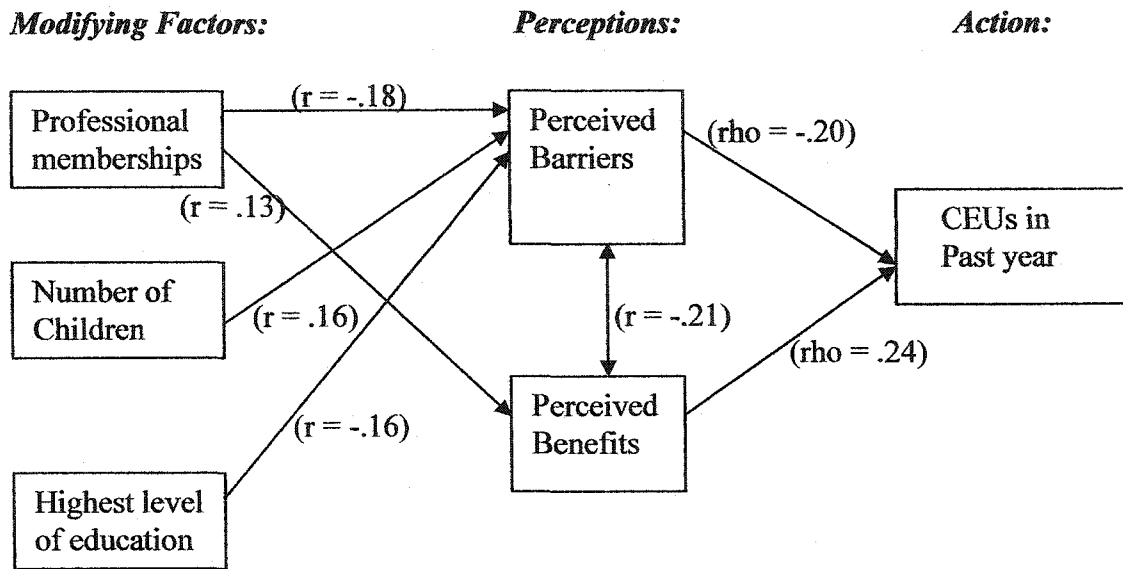 Modifying Factors:
Perceptions:
Action:
Professional
memberships
(r = -.18)
Perceived
Barriers
(rho = -.20)
(r = .13)
CEUs in
Past year
Number of
Children
(r = .16)
(r = -.21)
(rho = .24)
Perceived
Benefits
(r = -.16)
Highest level
of education